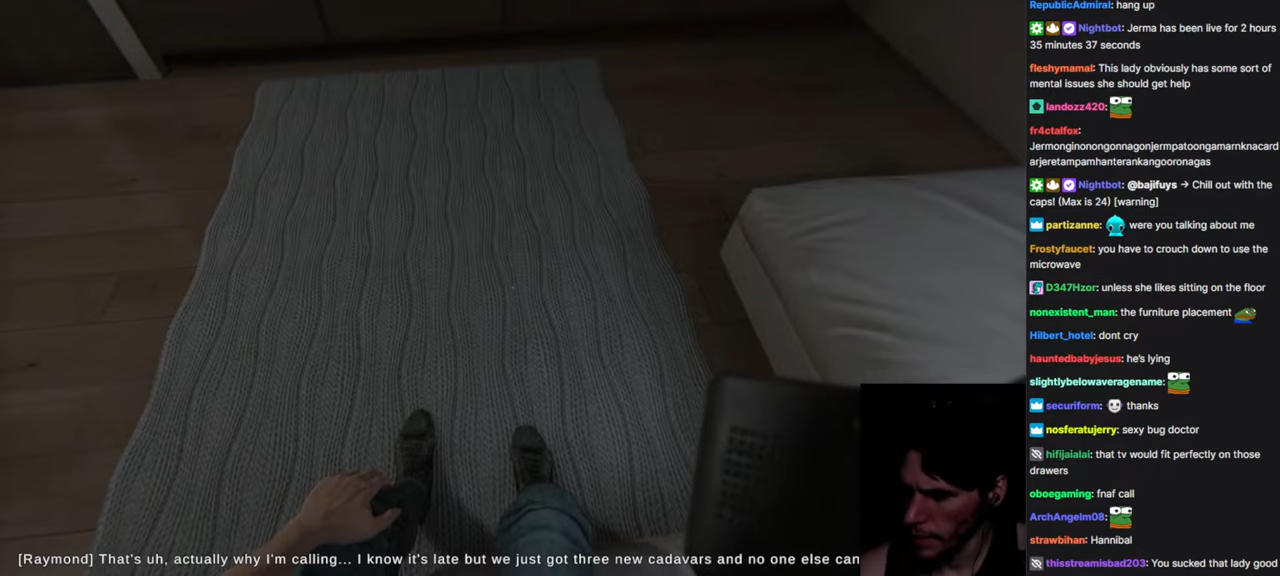 RepublicAdmiral: hang up
Nightbot: Jerma has been live for 2 hours
35 minutes 37 seconds
fleshymamal: This lady obviously has some sort of
mental issues she should get help
landozz420:
fr4ctalfox:
Jermonginonongonnagonjermpatoongamarnknacard
arjeretampamhanterankangooronagas
Nightbot: @bajifuys → Chill out with the
caps! (Max is 24) [warning]
partizanne: were you talking about me
Frostyfaucet: you have to crouch down to use the
microwave
D347Hzor: unless she likes sitting on the floor
nonexistent_man: the furniture placement
Hilbert_hotel: dont cry
hauntedbabyjesus: he's lying
slightlybelowaveragename:
securiform: thanks
nosferatujerry: sexy bug doctor
hifijaialai: that tv would fit perfectly on those
drawers
oboegaming: fnaf call
ArchAngelm08:
strawbihan: Hannibal
thisstreamisbad203: You sucked that lady good
[Raymond] That's uh, actually why I'm calling... I know it's late but we just got three new cadavars and no one else can